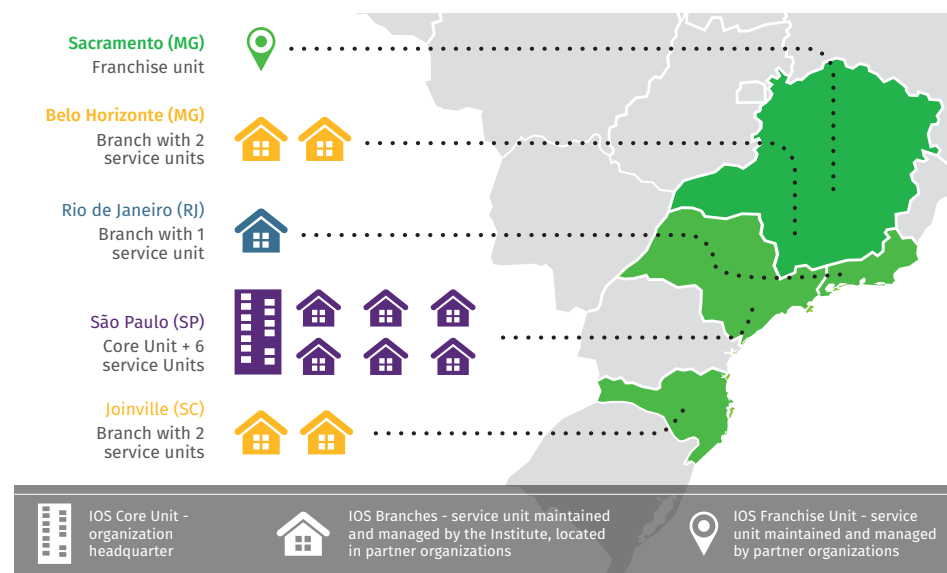 Sacramento (MG)
Franchise unit
Belo Horizonte (MG)
Branch with 2
service units
Rio de Janeiro (RJ)
Branch with 1
service unit
São Paulo (SP)
Core Unit + 6
service Units
Joinville (SC)
Branch with 2
service units
IOS Core Unit -
organization
headquarter
IOS Branches - service unit maintained
and managed by the Institute, located
in partner organizations
IOS Franchise Unit - service
unit maintained and managed
by partner organizations